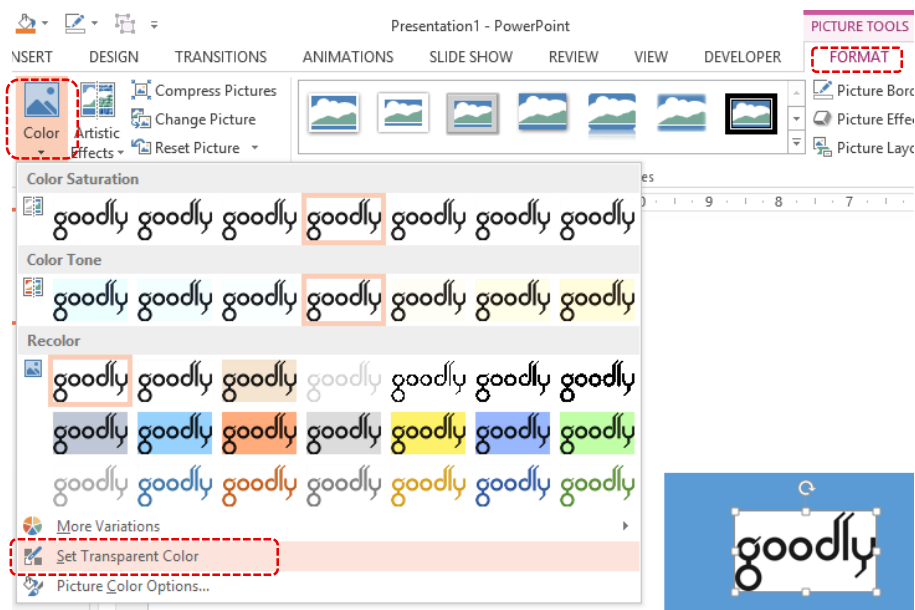 Presentation1 - PowerPoint
PICTURE TOOLS
NSERT DESIGN TRANSITIONS ANIMATIONS SLIDE SHOW REVIEW VIEW DEVELOPER FORMAT
Color
Artistic
Effects
Compress Pictures
Change Picture
Reset Picture
Picture Bord
Picture Effec
Picture Layo
es
9 8 7
Color Saturation
goodly goodly goodly goodly goodly goodly goodly
Color Tone
goodly goodly goodly goodly goodly goodly goodly
Recolor
goodly goodly goodly goodly goodly goodly goodly
goodly goodly goodly goodly goodly goodly goodly
goodly goodly goodly goodly goodly goodly goodly
More Variations
Set Transparent Color
Picture Color Options...
goodly